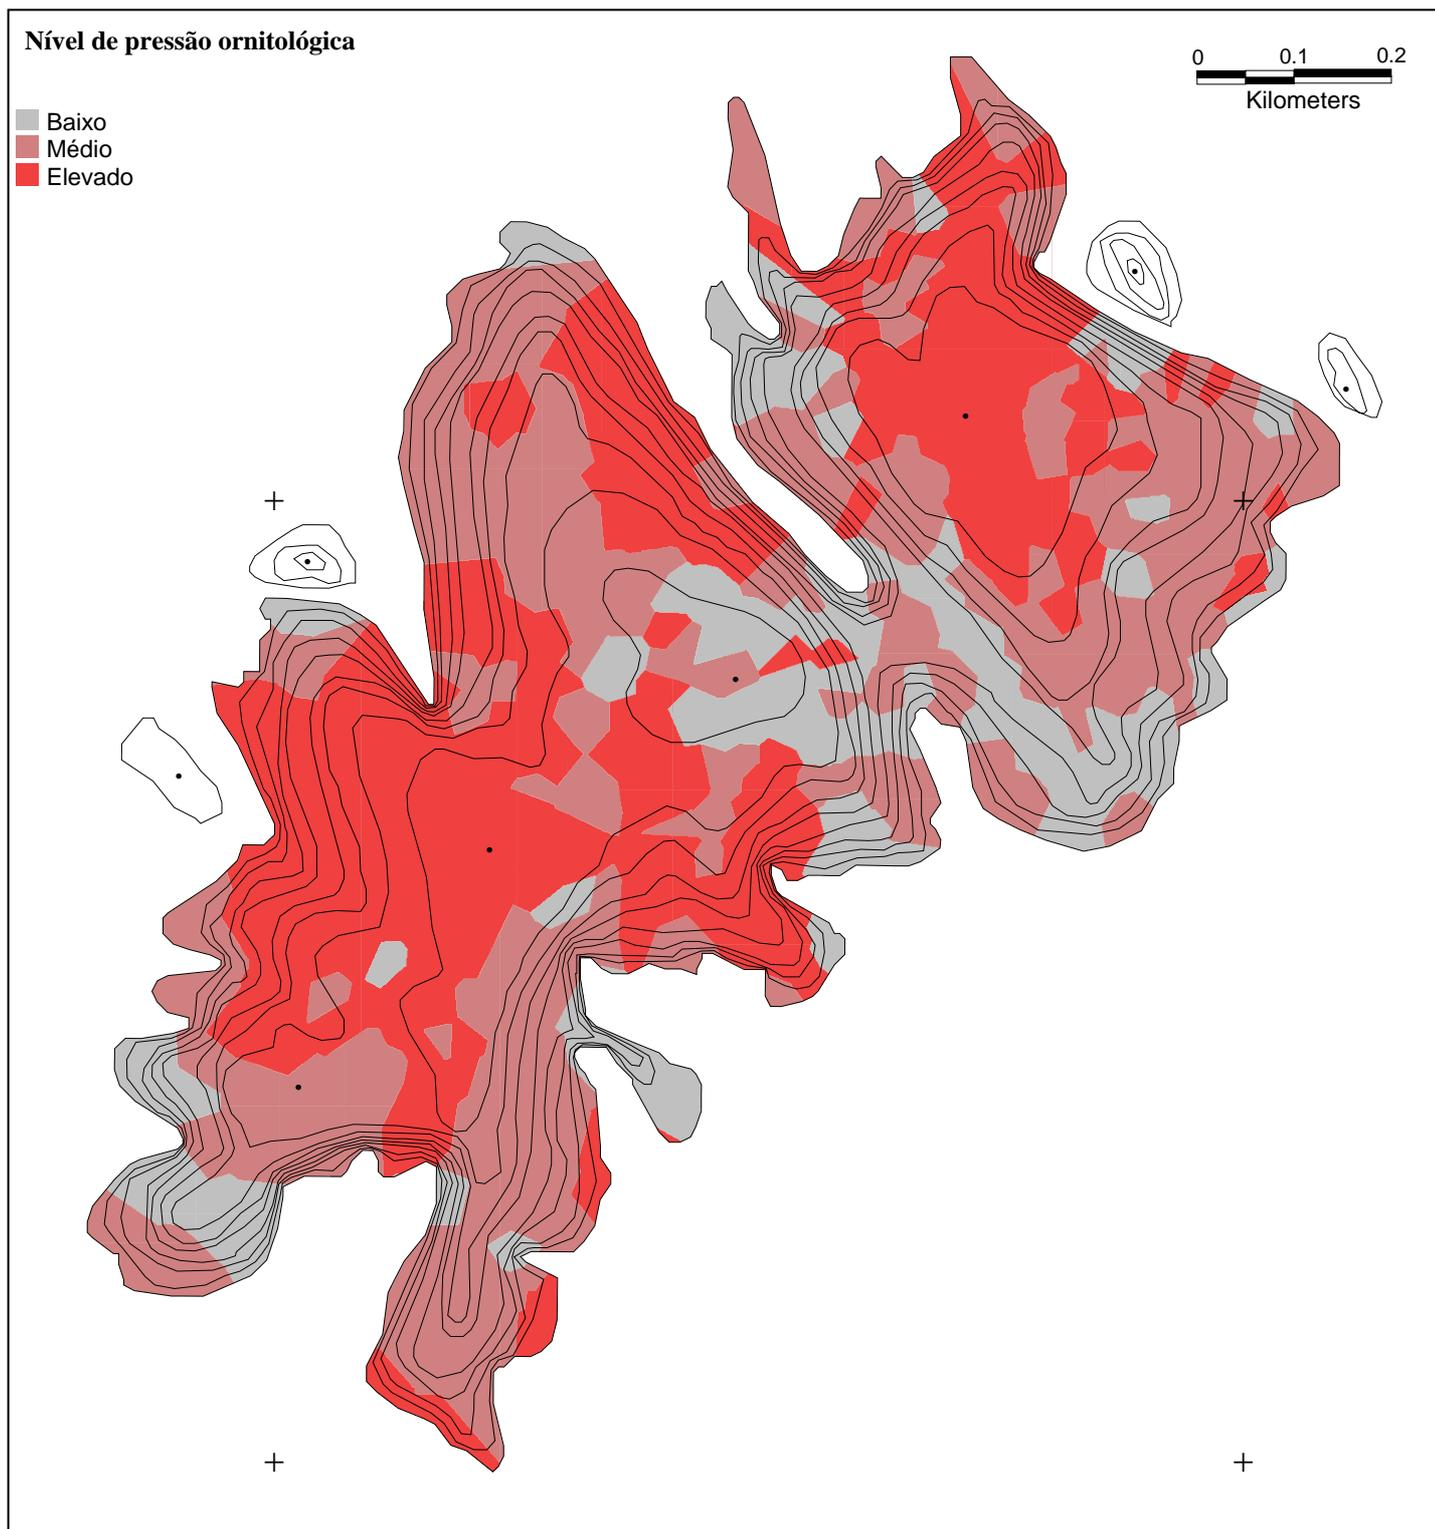 Nível de pressão ornitológica
0 0.1 0.2
Kilometers
Baixo
Médio
Elevado